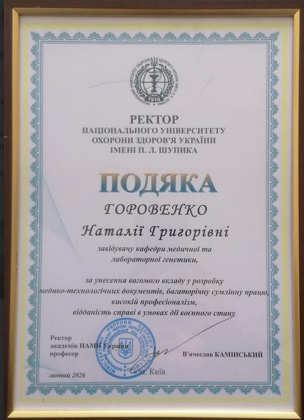 РЕКТОР
НАЦІОНАЛЬНОГО УНІВЕРСИТЕТУ
ОХОРОНИ ЗДОРОВ'Я УКРАЇНИ
ІМЕНІ П. Л. ШУПИКА
ПОДЯКА
ГОРОВЕНКО
Наталії Григорівні
завідувачу кафедри медичної та
лабораторної генетики,
за унесення вагомого вкладу у розробку
медико-технологічних документів, багаторічну сумлінну працю,
високий професіоналізм,
відданість справі в умовах дії воєнного стану
Ректор
академік НАМН України
професор
В'ячеслав КАМІНСЬКИЙ
лютий 2026
м. Київ